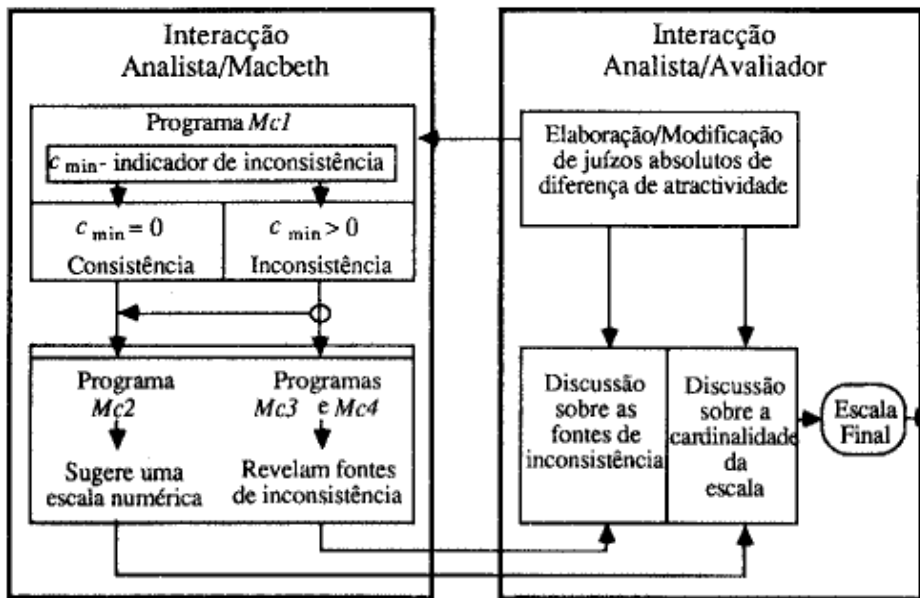 Interacção
Analista/Macbeth
Programa Mc1
c min - indicador de inconsistência
c min = 0
Consistência
c min > 0
Inconsistência
Programa
Mc2
Sugere uma
escala numérica
Programas
Mc3 e Mc4
Revelam fontes
de inconsistência
Interacção
Analista/Avaliador
Elaboração/Modificação
de juízos absolutos de
diferença de atractividade
Discussão
sobre as
fontes de
inconsistência
Discussão
sobre a
cardinalidade
da
escala
Escala
Final